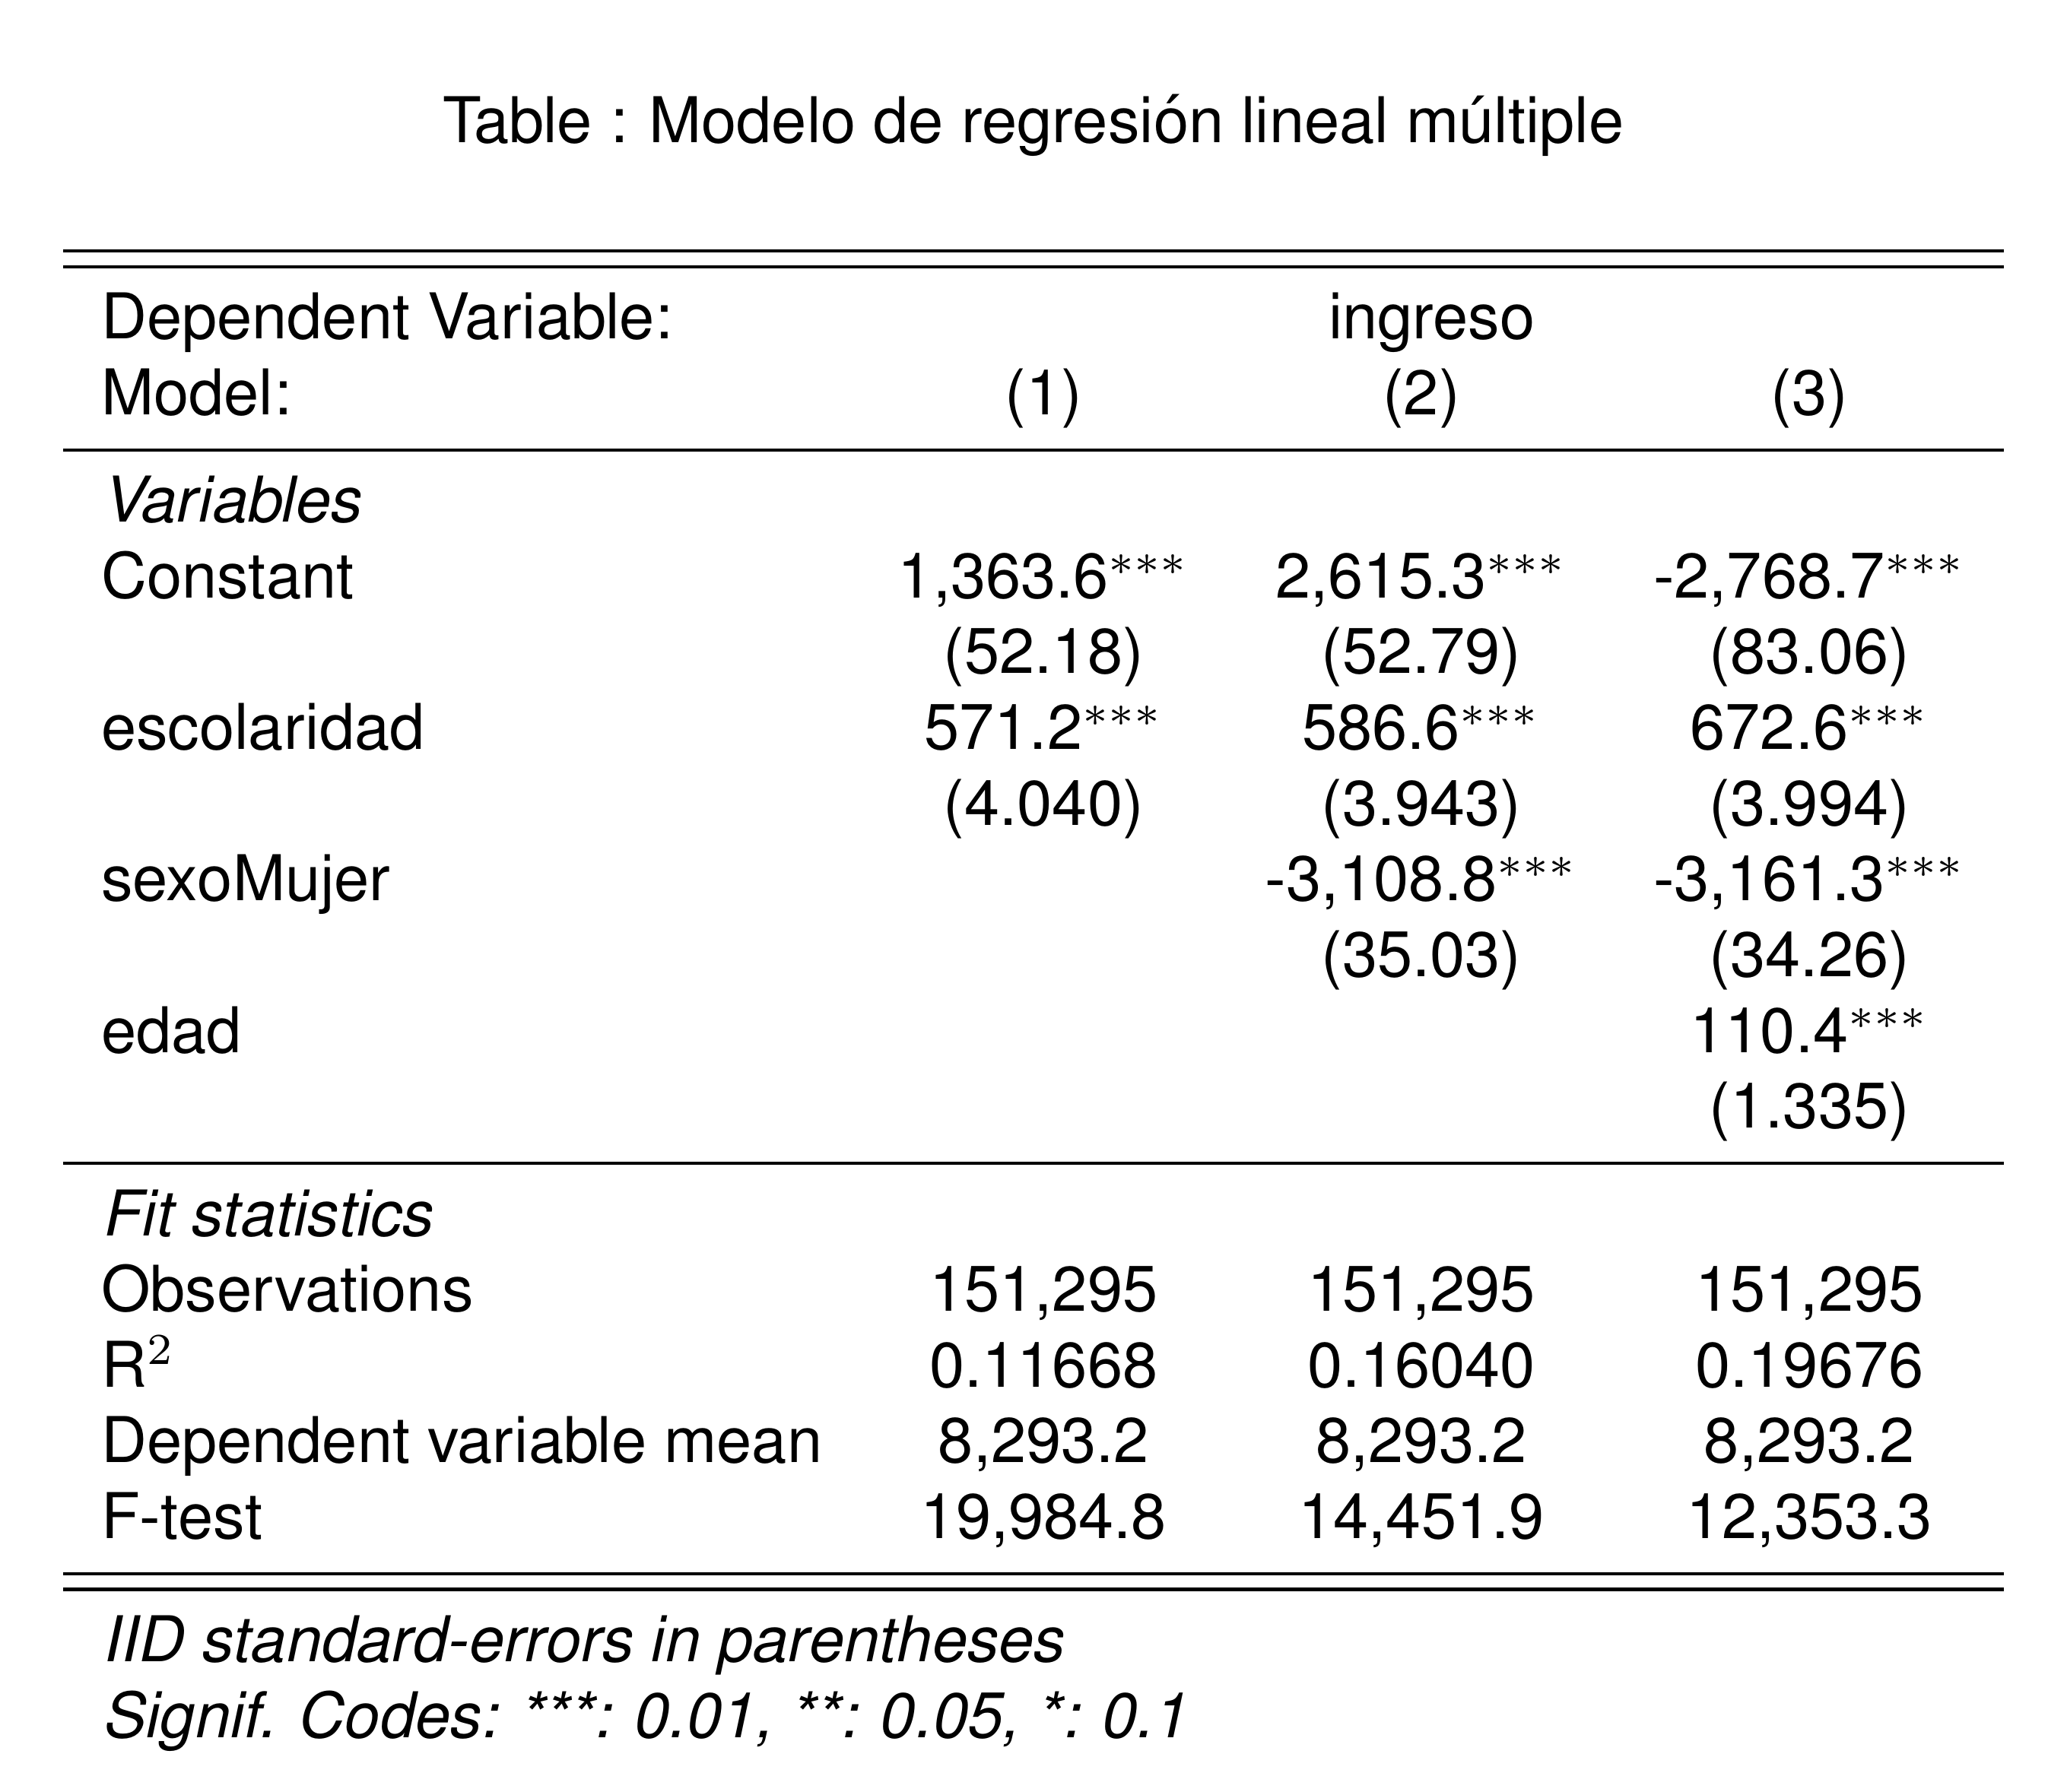 Table : Modelo de regresión lineal múltiple
Dependent Variable: ingreso
Model: (1) (2) (3)
Variables
Constant 1,363.6*** 2,615.3*** -2,768.7***
(52.18) (52.79) (83.06)
escolaridad 571.2*** 586.6*** 672.6***
(4.040) (3.943) (3.994)
sexoMujer -3,108.8*** -3,161.3***
(35.03) (34.26)
edad 110.4***
(1.335)
Fit statistics
Observations 151,295 151,295 151,295
R² 0.11668 0.16040 0.19676
Dependent variable mean 8,293.2 8,293.2 8,293.2
F-test 19,984.8 14,451.9 12,353.3
IID standard-errors in parentheses
Signif. Codes: ***: 0.01, **: 0.05, *: 0.1